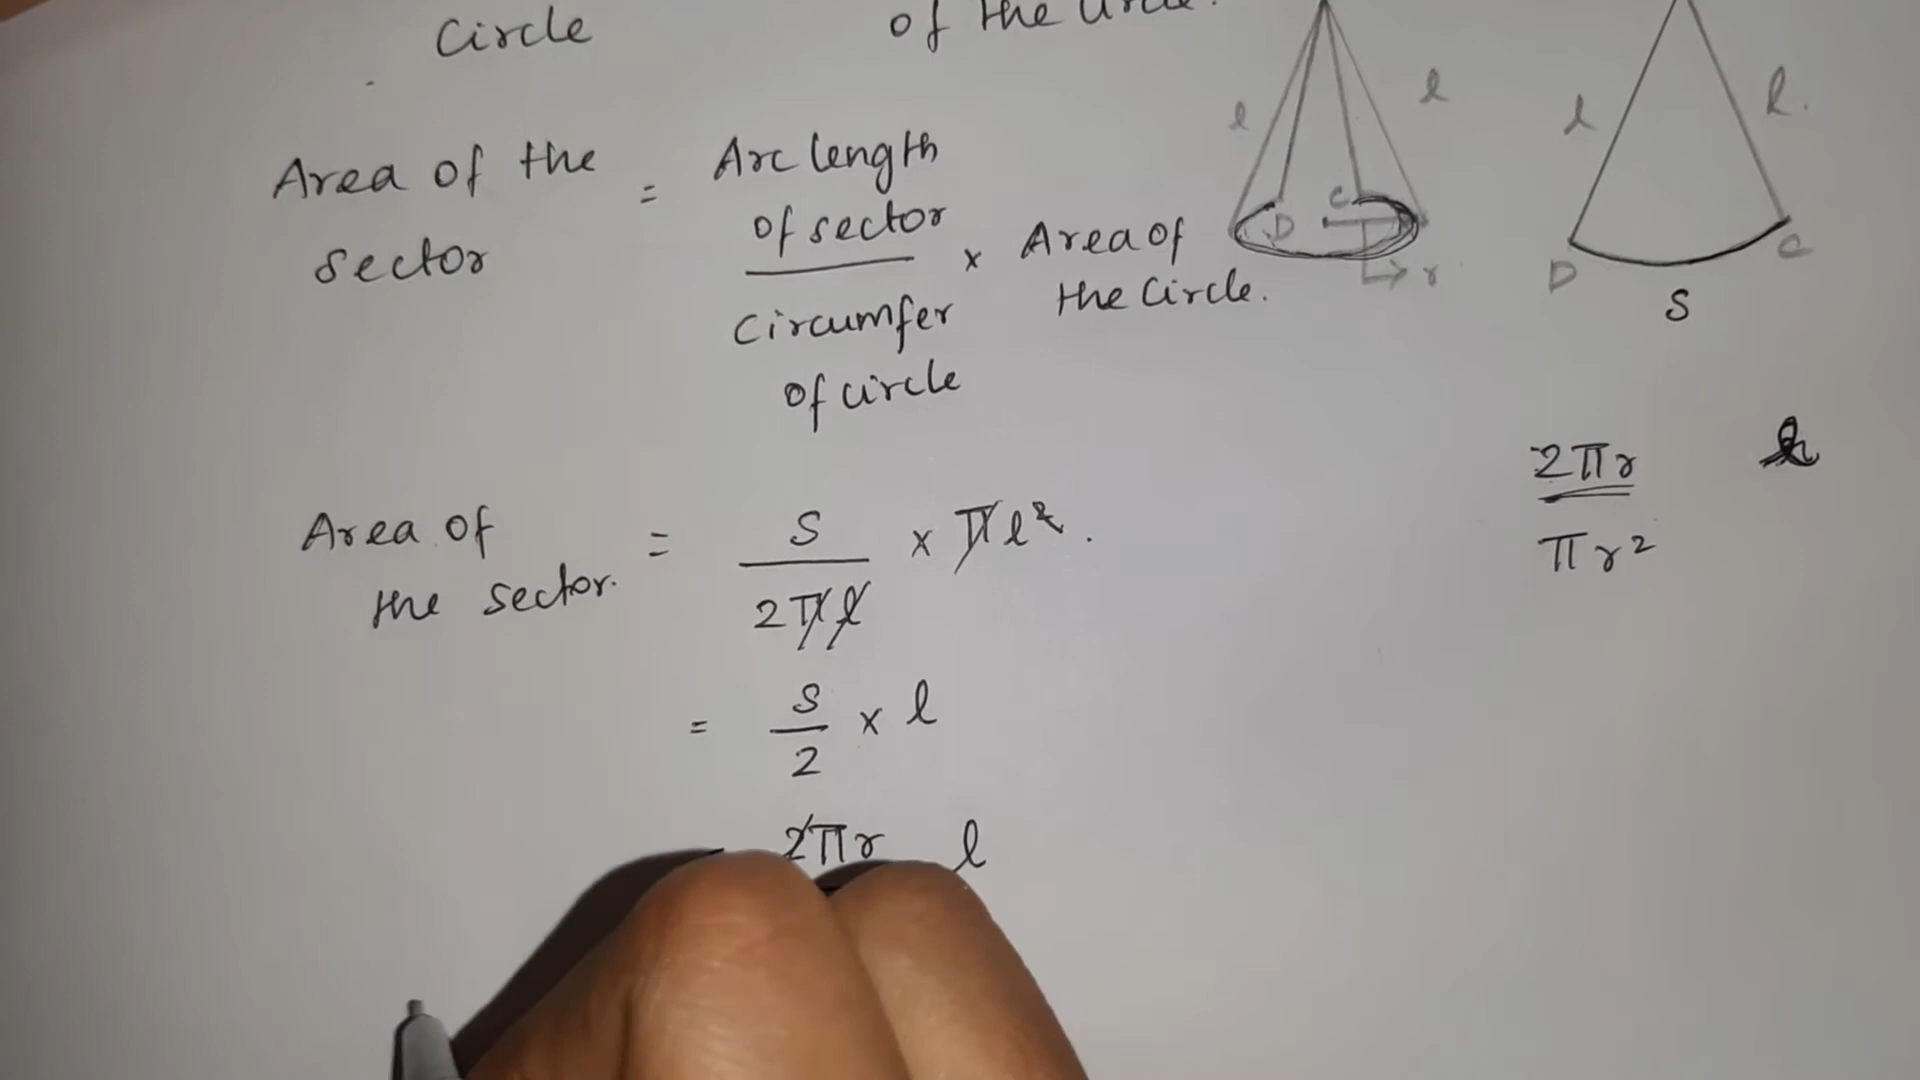 Circle of the Circle.
l l l l.
Area of the = Arc length
sector of sector × Area of
D C the Circle.
→ r D C
Circumfer S
of circle
2πr
Area of = S × πl² .
the sector. 2πl πr²
= S × l
2
2πr l